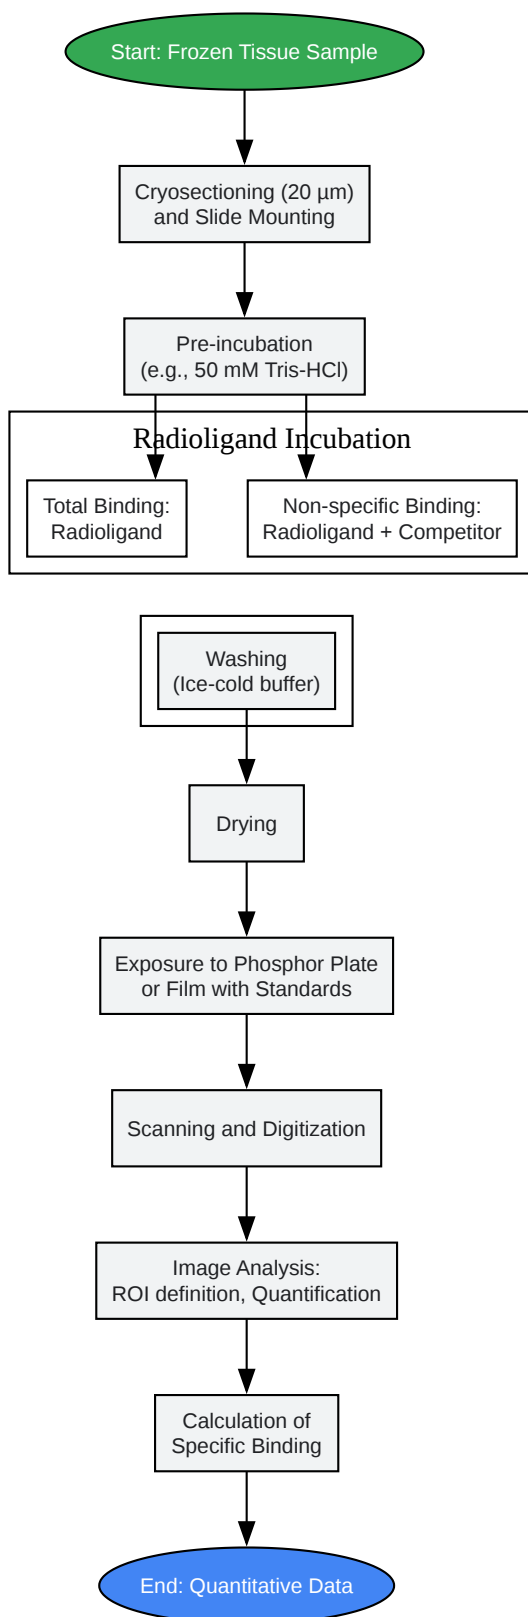 Start: Frozen Tissue Sample
Cryosectioning (20 µm)
and Slide Mounting
Pre-incubation
(e.g., 50 mM Tris-HCl)
Radioligand Incubation
Total Binding:
Radioligand
Non-specific Binding:
Radioligand + Competitor
Washing
(Ice-cold buffer)
Drying
Exposure to Phosphor Plate
or Film with Standards
Scanning and Digitization
Image Analysis:
ROI definition, Quantification
Calculation of
Specific Binding
End: Quantitative Data